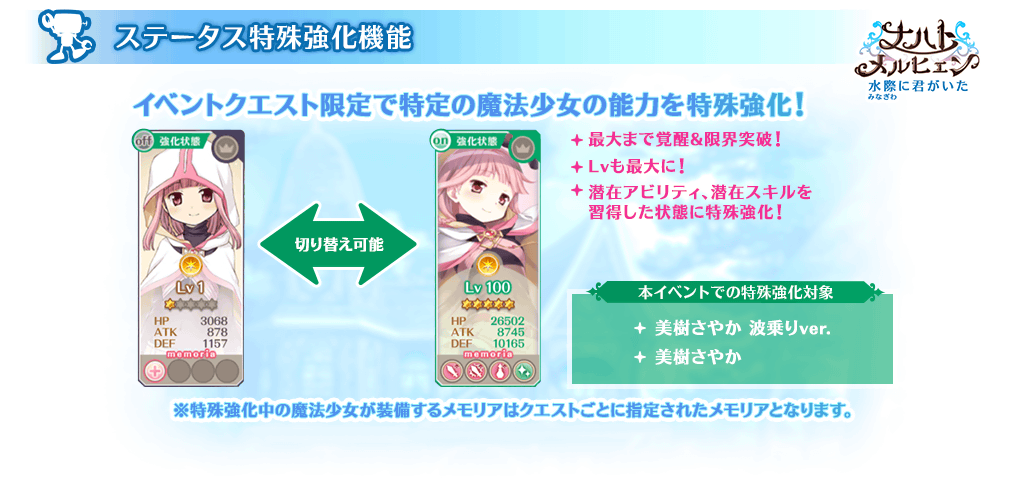 ステータス特殊強化機能
ナハトメルヒェン
水際に君がいた
みなぎわ
イベントクエスト限定で特定の魔法少女の能力を特殊強化!
off 強化状態
Lv 1
HP 3068
ATK 878
DEF 1157
memoria
切り替え可能
on 強化状態
Lv 100
HP 26502
ATK 8745
DEF 10165
memoria
最大まで覚醒&限界突破!
Lvも最大に!
潜在アビリティ、潜在スキルを
習得した状態に特殊強化!
本イベントでの特殊強化対象
美樹さやか 波乗りver.
美樹さやか
※特殊強化中の魔法少女が装備するメモリアはクエストごとに指定されたメモリアとなります。